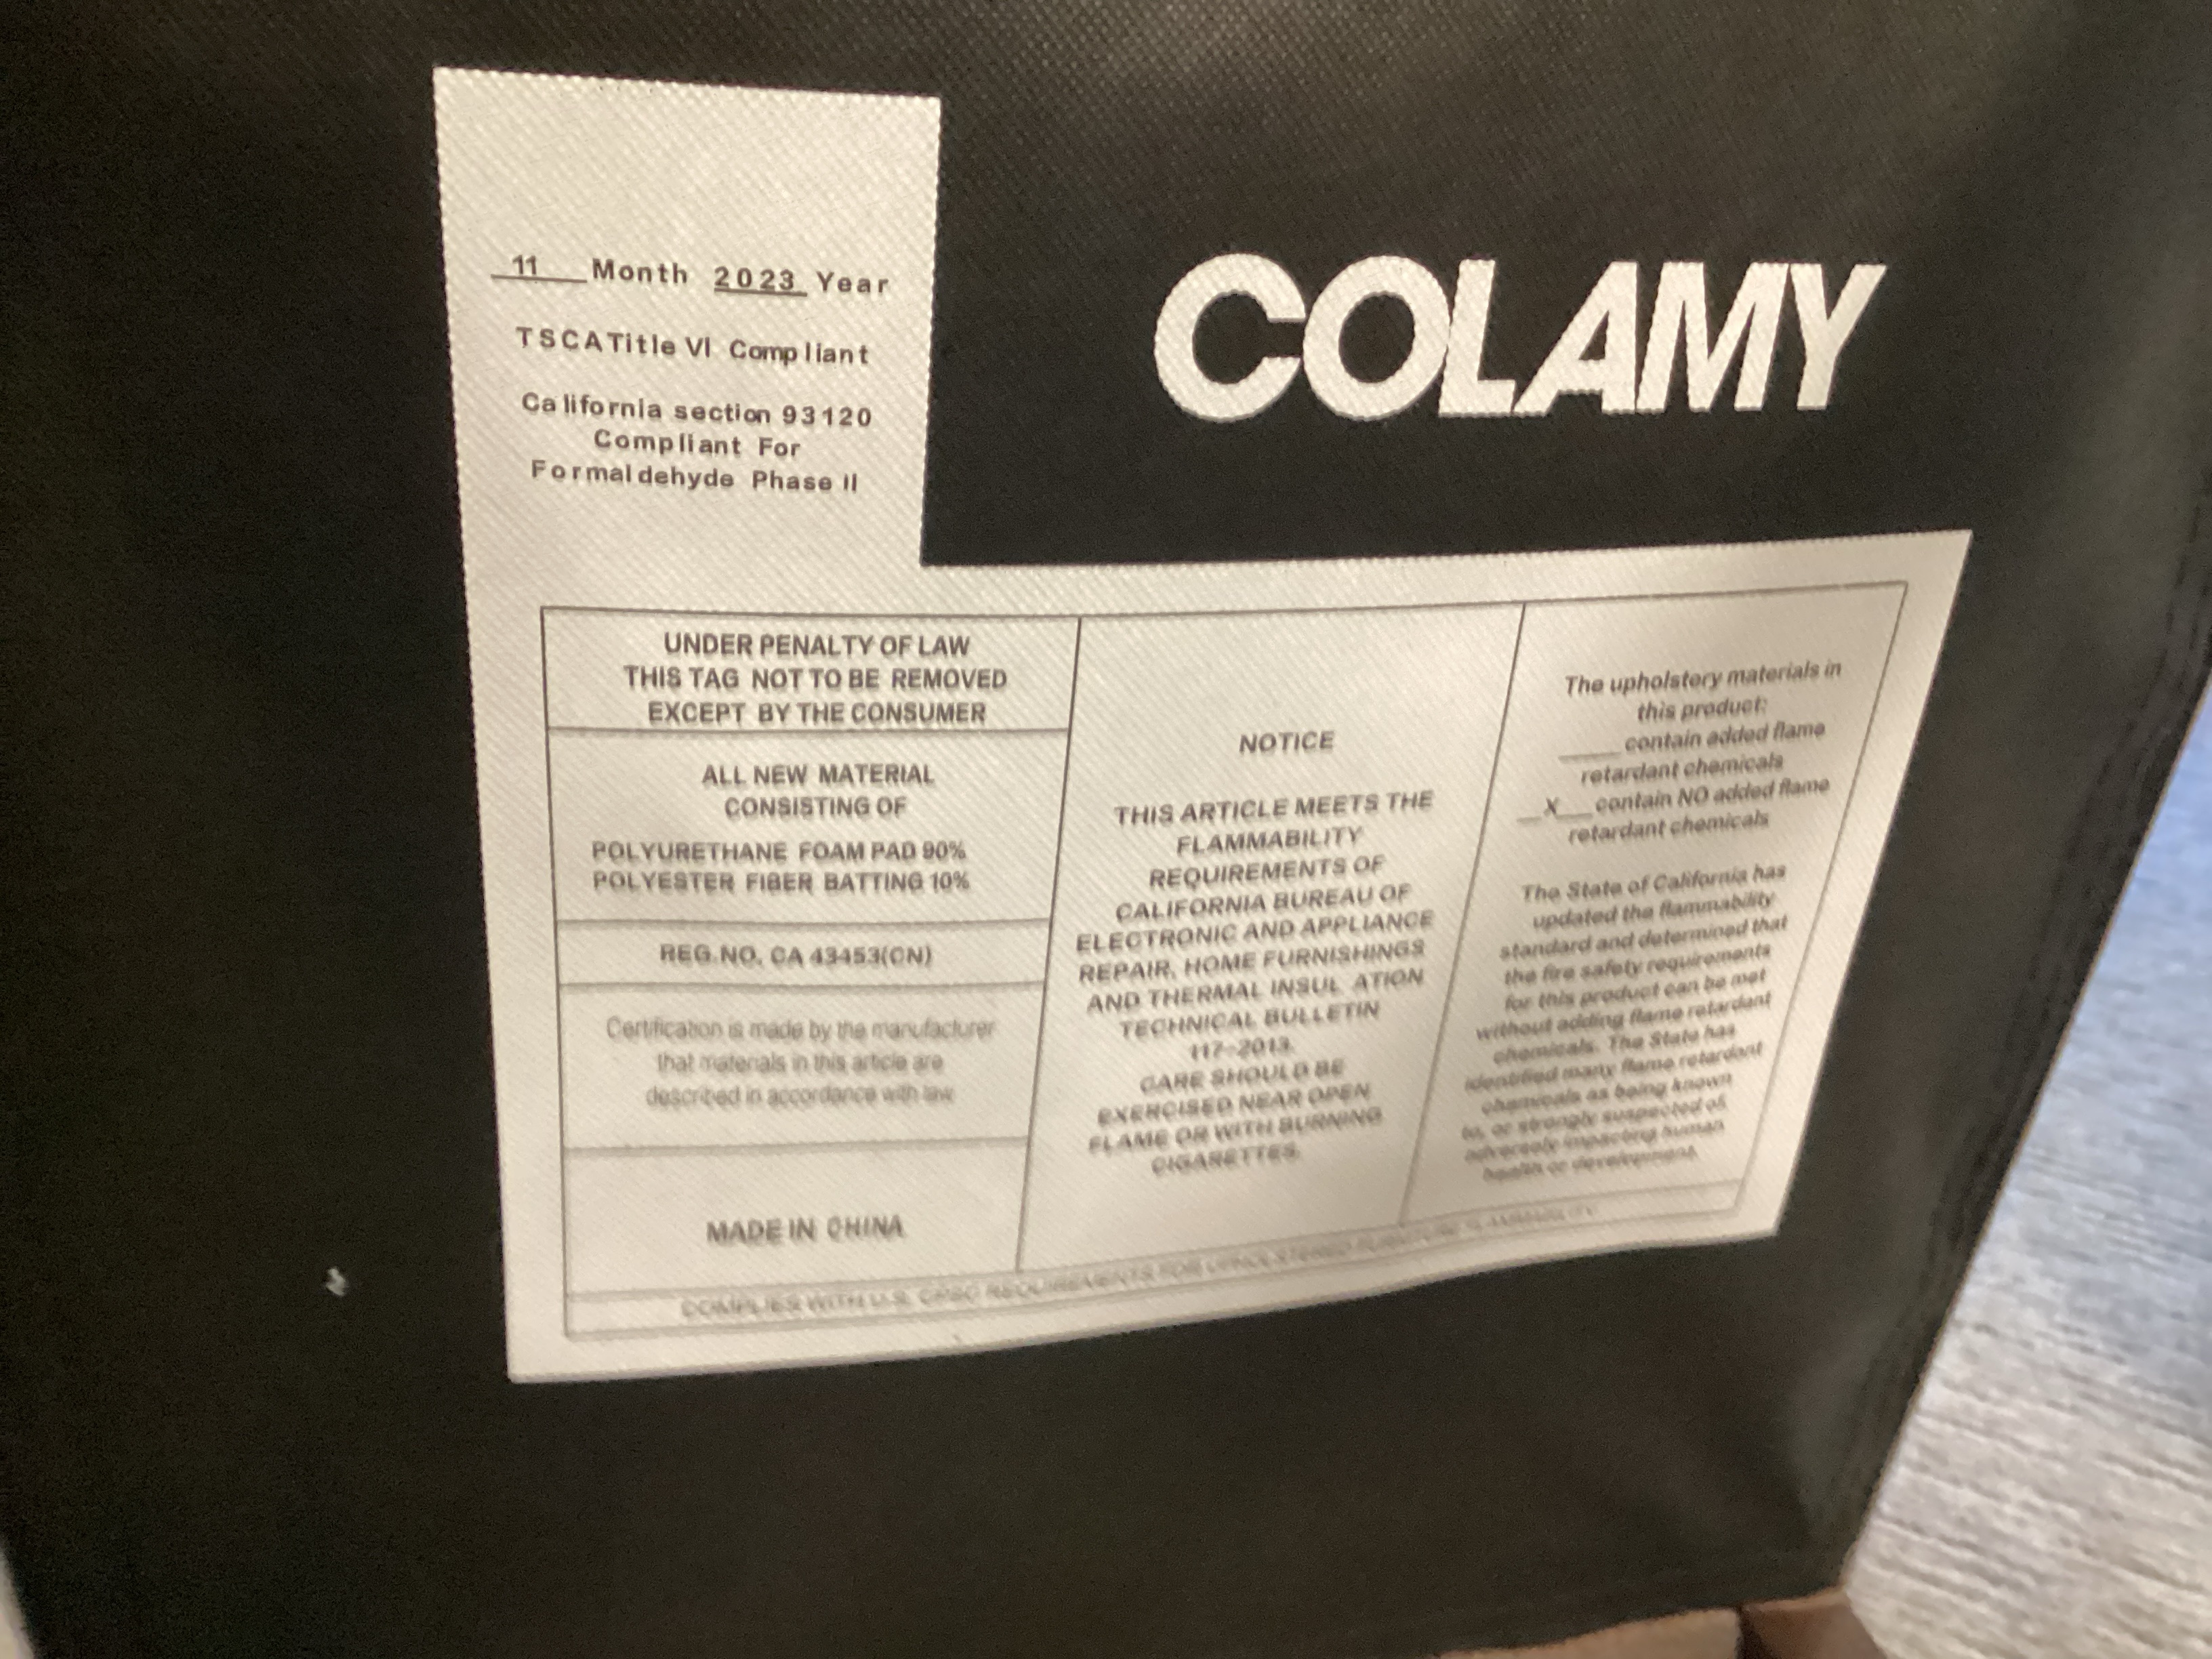 11 Month 2023 Year
TSCA Title VI Compliant
California section 93120
Compliant For
Formaldehyde Phase II
COLAMY
UNDER PENALTY OF LAW
THIS TAG NOT TO BE REMOVED
EXCEPT BY THE CONSUMER
ALL NEW MATERIAL
CONSISTING OF
POLYURETHANE FOAM PAD 90%
POLYESTER FIBER BATTING 10%
REG.NO. CA 43453(CN)
Certification is made by the manufacturer
that materials in this article are
described in accordance with law
MADE IN CHINA
NOTICE
THIS ARTICLE MEETS THE
FLAMMABILITY
REQUIREMENTS OF
CALIFORNIA BUREAU OF
ELECTRONIC AND APPLIANCE
REPAIR, HOME FURNISHINGS
AND THERMAL INSUL ATION
TECHNICAL BULLETIN
117-2013.
CARE SHOULD BE
EXERCISED NEAR OPEN
FLAME OR WITH BURNING
CIGARETTES.
The upholstery materials in
this product:
____ contain added flame
retardant chemicals
__X__ contain NO added flame
retardant chemicals
The State of California has
updated the flammability
standard and determined that
the fire safety requirements
for this product can be met
without adding flame retardant
chemicals. The State has
identified many flame retardant
chemicals as being known
to, or strongly suspected of,
adversely impacting human
health or development.
COMPLIES WITH U.S. CPSC REQUIREMENTS FOR UPHOLSTERED FURNITURE FLAMMABILITY